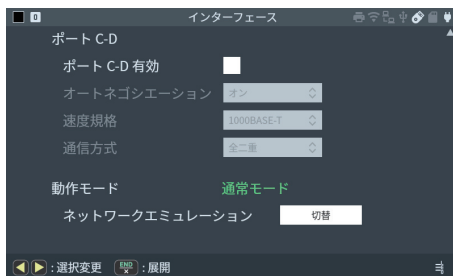 0 インターフェース
ポート C-D
ポート C-D 有効
オートネゴシエーション オン
速度規格 1000BASE-T
通信方式 全二重
動作モード 通常モード
ネットワークエミュレーション 切替
:選択変更 END × :展開